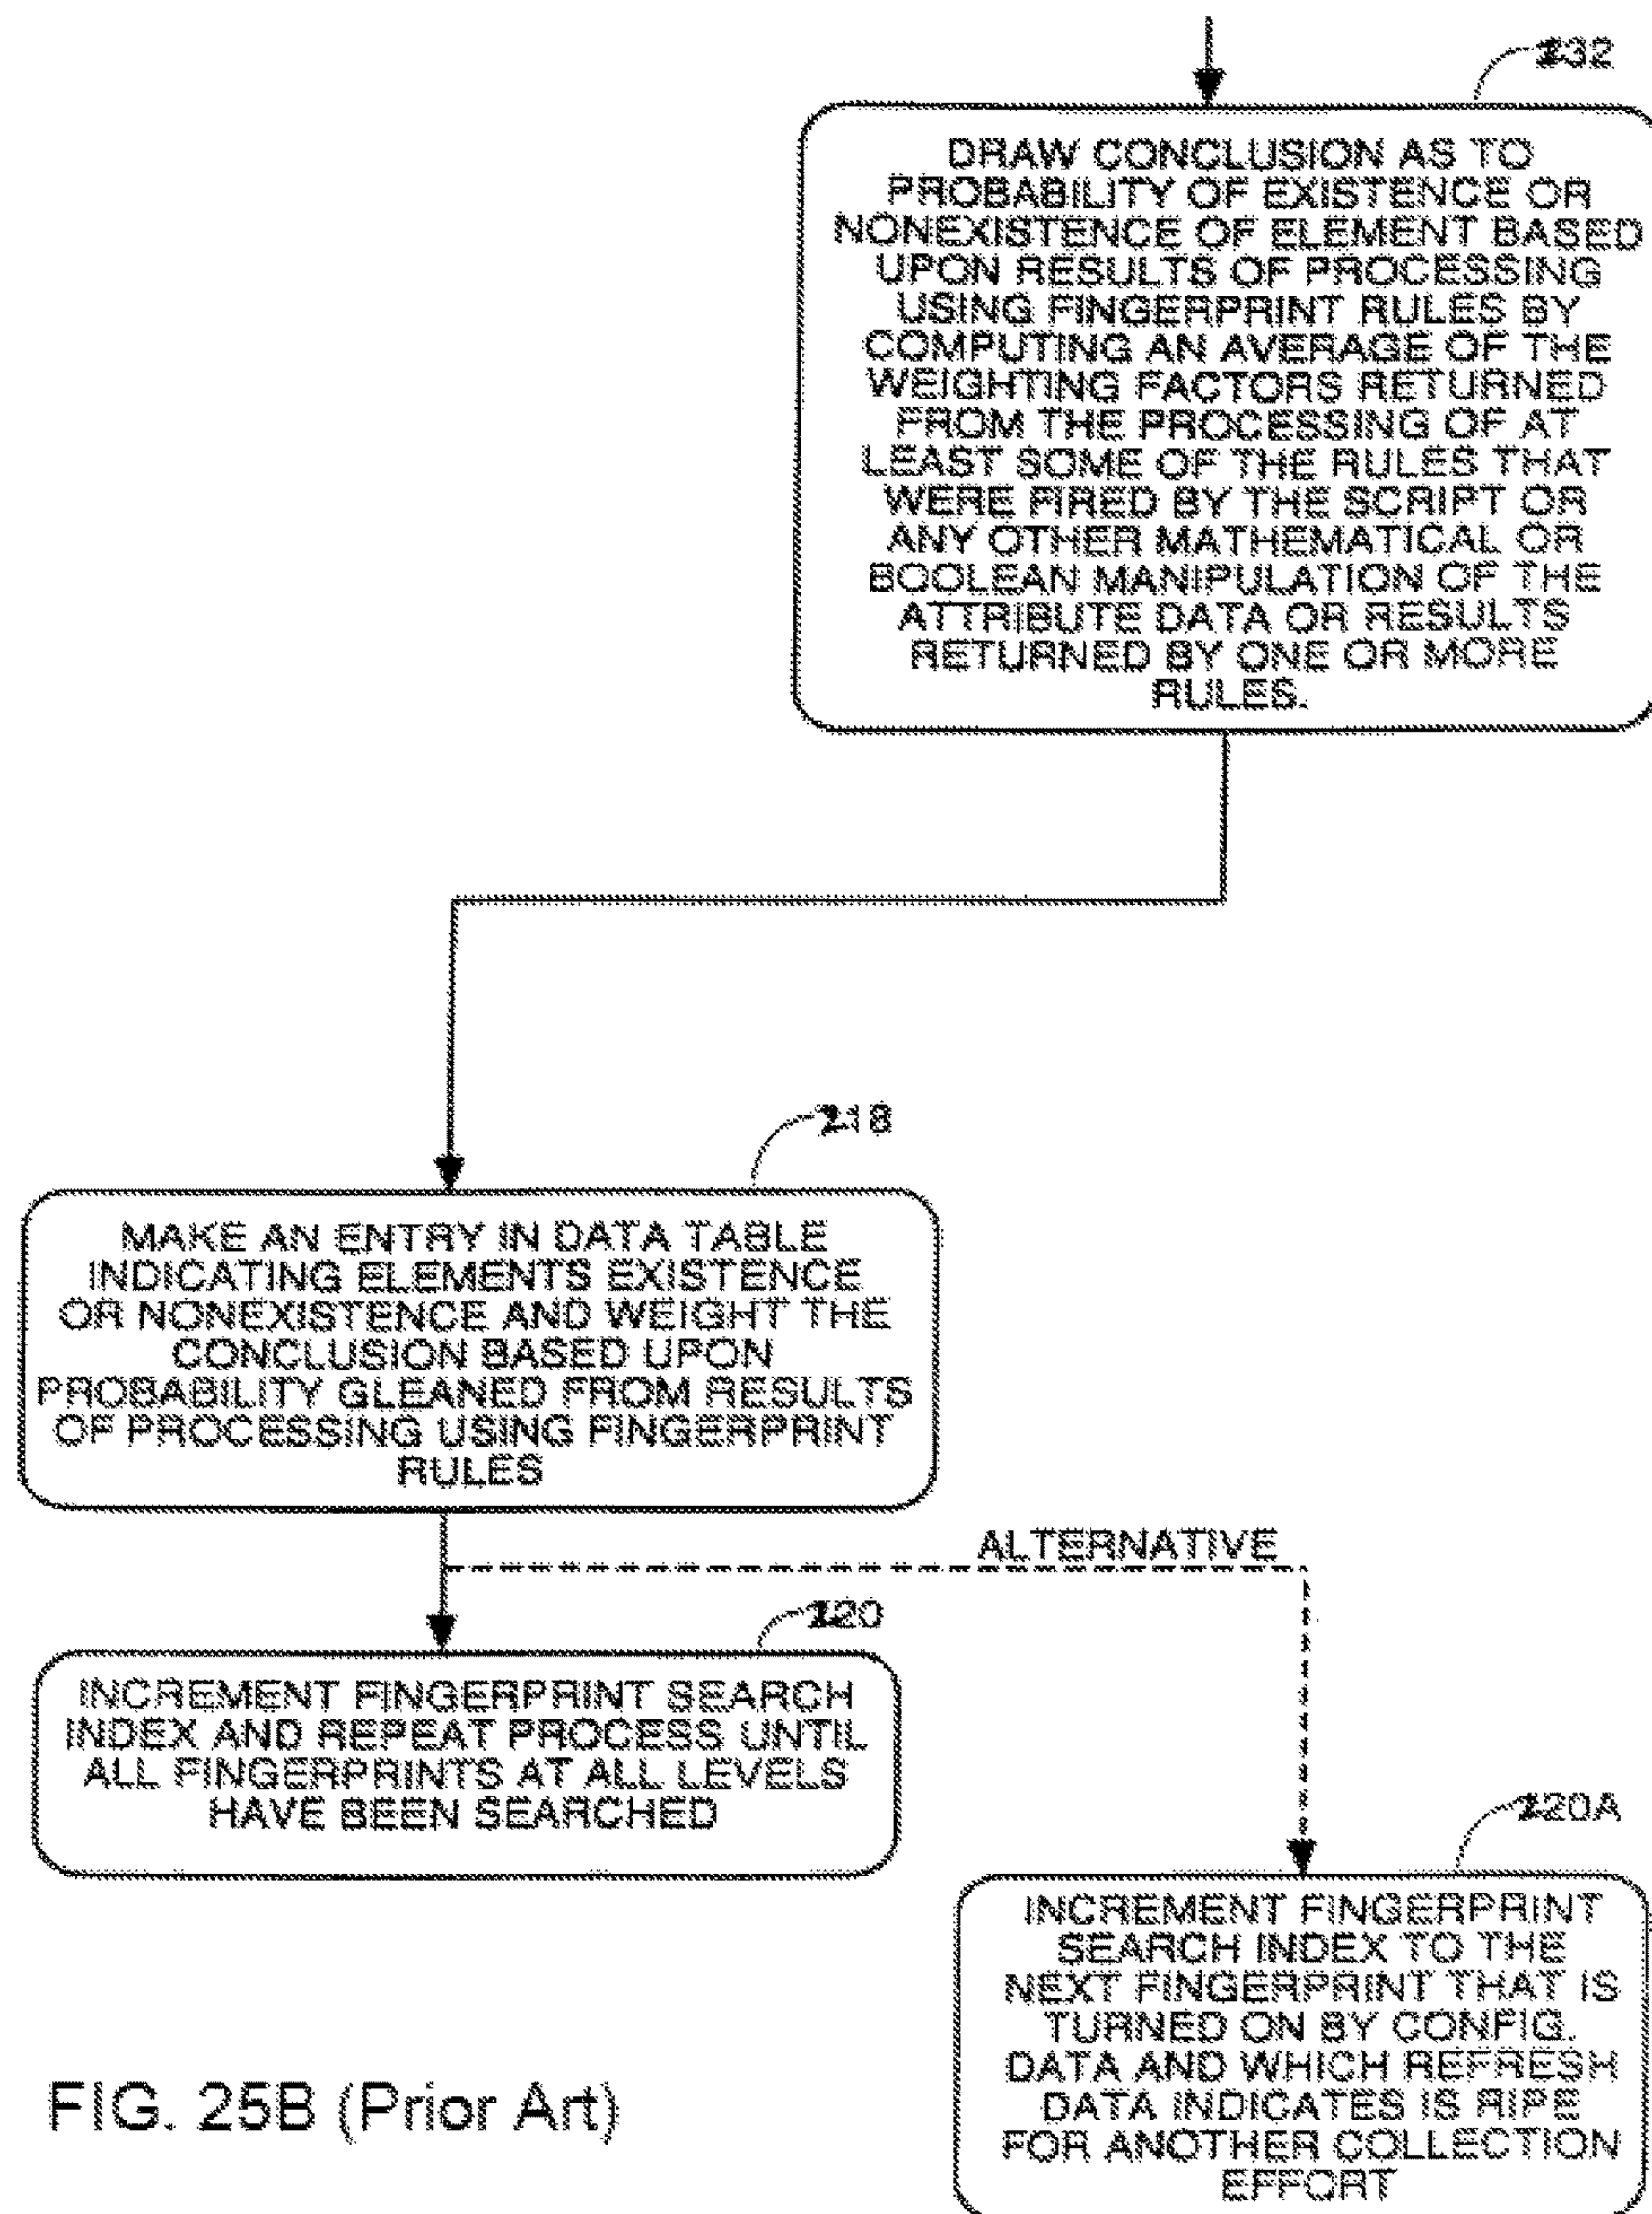 DRAW CONCLUSION AS TO
PROBABILITY OF EXISTENCE OR
NONEXISTENCE OF ELEMENT BASED
UPON RESULTS OF PROCESSING
USING FINGERPRINT RULES BY
COMPUTING AN AVERAGE OF THE
WEIGHTING FACTORS RETURNED
FROM THE PROCESSING OF AT
LEAST SOME OF THE RULES THAT
WERE FIRED BY THE SCRIPT OR
ANY OTHER MATHEMATICAL OR
BOOLEAN MANIPULATION OF THE
ATTRIBUTE DATA OR RESULTS
RETURNED BY ONE OR MORE
RULES.
MAKE AN ENTRY IN DATA TABLE
INDICATING ELEMENTS EXISTENCE
OR NONEXISTENCE AND WEIGHT THE
CONCLUSION BASED UPON
PROBABILITY GLEANED FROM RESULTS
OF PROCESSING USING FINGERPRINT
RULES
ALTERNATIVE
INCREMENT FINGERPRINT SEARCH
INDEX AND REPEAT PROCESS UNTIL
ALL FINGERPRINTS AT ALL LEVELS
HAVE BEEN SEARCHED
INCREMENT FINGERPRINT
SEARCH INDEX TO THE
NEXT FINGERPRINT THAT IS
TURNED ON BY CONFIG.
DATA AND WHICH REFRESH
DATA INDICATES IS RIPE
FOR ANOTHER COLLECTION
EFFORT
FIG. 25B (Prior Art)